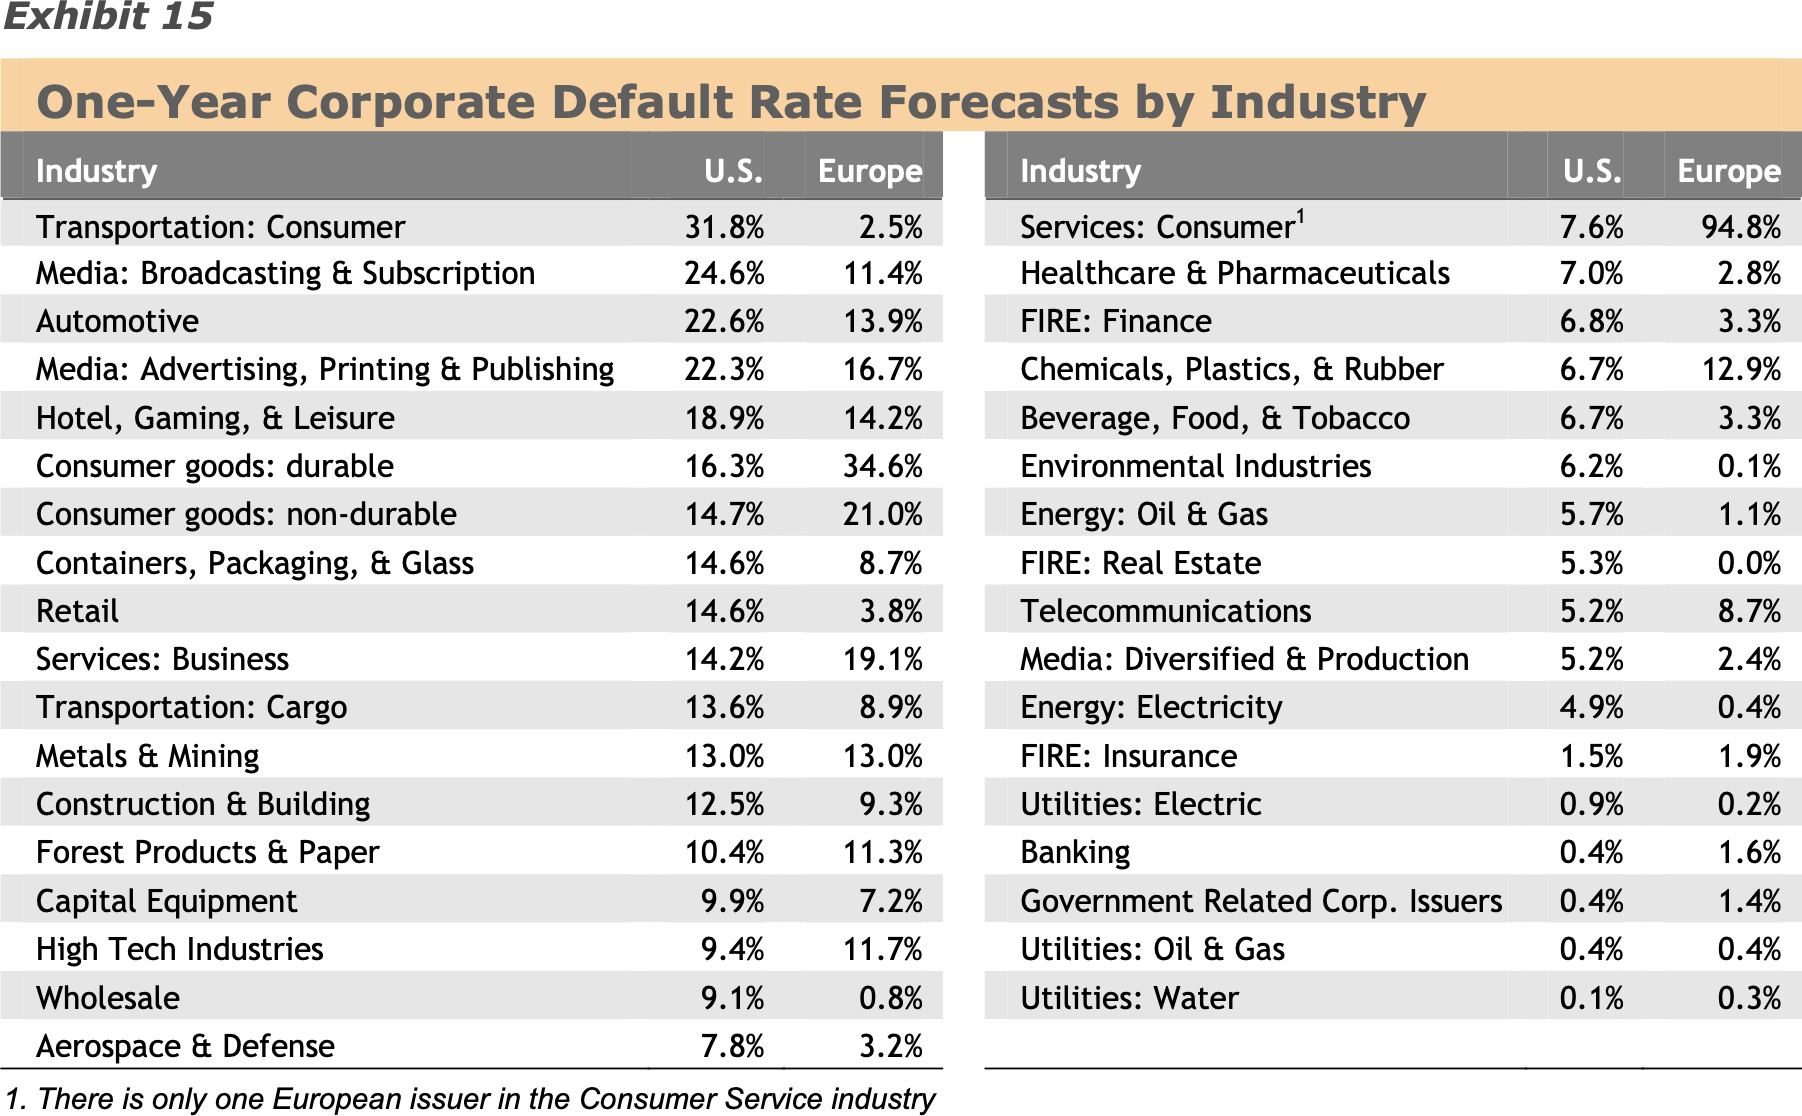 Exhibit 15
One-Year Corporate Default Rate Forecasts by Industry
Industry U.S. Europe
Transportation: Consumer 31.8% 2.5%
Media: Broadcasting & Subscription 24.6% 11.4%
Automotive 22.6% 13.9%
Media: Advertising, Printing & Publishing 22.3% 16.7%
Hotel, Gaming, & Leisure 18.9% 14.2%
Consumer goods: durable 16.3% 34.6%
Consumer goods: non-durable 14.7% 21.0%
Containers, Packaging, & Glass 14.6% 8.7%
Retail 14.6% 3.8%
Services: Business 14.2% 19.1%
Transportation: Cargo 13.6% 8.9%
Metals & Mining 13.0% 13.0%
Construction & Building 12.5% 9.3%
Forest Products & Paper 10.4% 11.3%
Capital Equipment 9.9% 7.2%
High Tech Industries 9.4% 11.7%
Wholesale 9.1% 0.8%
Aerospace & Defense 7.8% 3.2%
Industry U.S. Europe
Services: Consumer¹ 7.6% 94.8%
Healthcare & Pharmaceuticals 7.0% 2.8%
FIRE: Finance 6.8% 3.3%
Chemicals, Plastics, & Rubber 6.7% 12.9%
Beverage, Food, & Tobacco 6.7% 3.3%
Environmental Industries 6.2% 0.1%
Energy: Oil & Gas 5.7% 1.1%
FIRE: Real Estate 5.3% 0.0%
Telecommunications 5.2% 8.7%
Media: Diversified & Production 5.2% 2.4%
Energy: Electricity 4.9% 0.4%
FIRE: Insurance 1.5% 1.9%
Utilities: Electric 0.9% 0.2%
Banking 0.4% 1.6%
Government Related Corp. Issuers 0.4% 1.4%
Utilities: Oil & Gas 0.4% 0.4%
Utilities: Water 0.1% 0.3%
1. There is only one European issuer in the Consumer Service industry